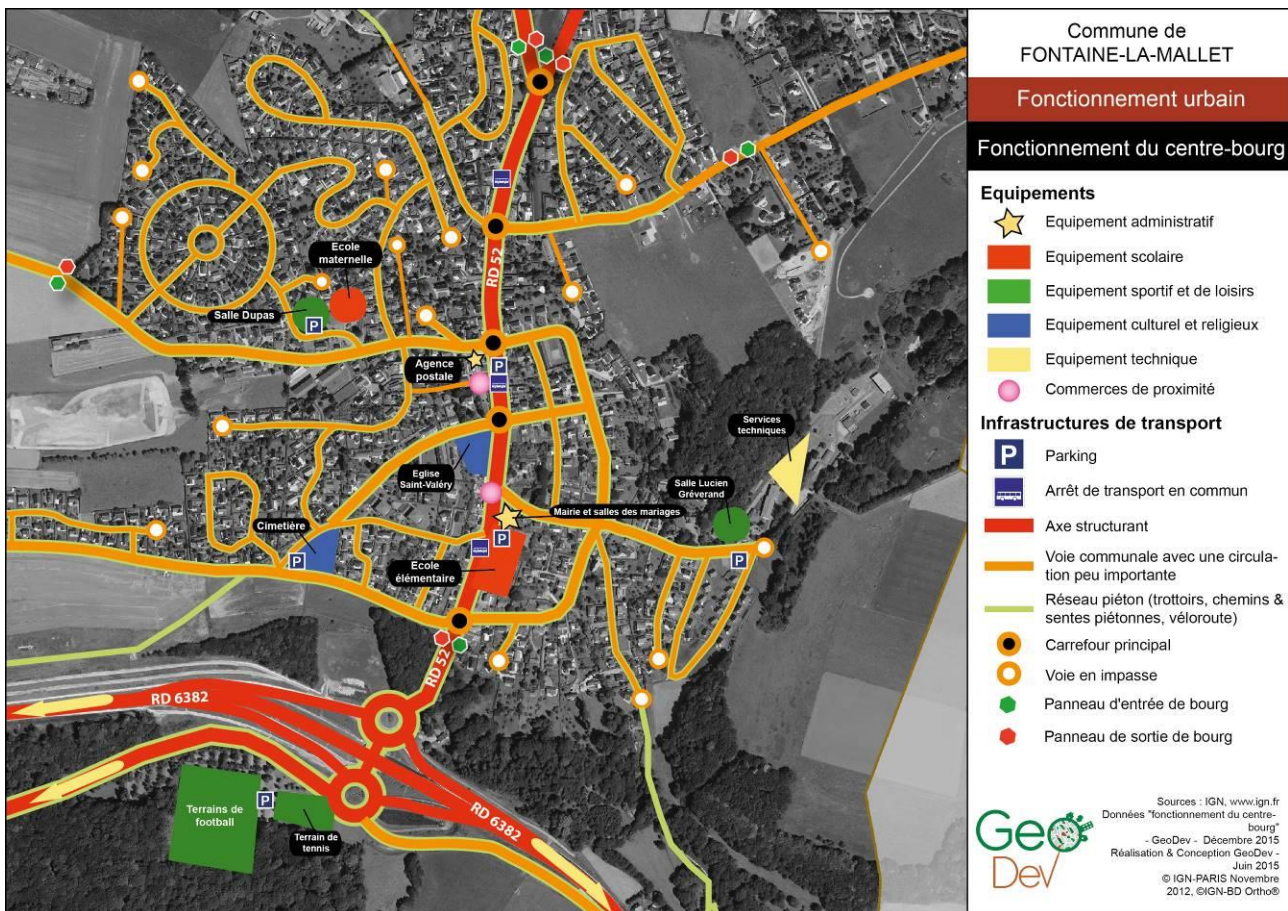 Commune de
FONTAINE-LA-MALLET
Fonctionnement urbain
Fonctionnement du centre-bourg
Equipements
Equipement administratif
Equipement scolaire
Equipement sportif et de loisirs
Equipement culturel et religieux
Equipement technique
Commerces de proximité
Infrastructures de transport
P
Parking
Arrêt de transport en commun
Axe structurant
Voie communale avec une circula-
tion peu importante
Réseau piéton (trottoirs, chemins &
sentes piétonnes, véloroute)
Carrefour principal
Voie en impasse
Panneau d'entrée de bourg
Panneau de sortie de bourg
Geo
Dev
Sources : IGN, www.ign.fr
Données "fonctionnement du centre-
bourg"
- GeoDev - Décembre 2015
Réalisation & Conception GeoDev -
Juin 2015
© IGN-PARIS Novembre
2012, ©IGN-BD Ortho®
RD 52
Ecole
maternelle
Salle Dupas
P
Agence
postale
P
Eglise
Saint-Valéry
Services
techniques
Salle Lucien
Gréverand
Mairie et salles des mariages
Cimetière
P
P
P
Ecole
élémentaire
RD 52
RD 6382
RD 6382
Terrains de
football
P
Terrain de
tennis